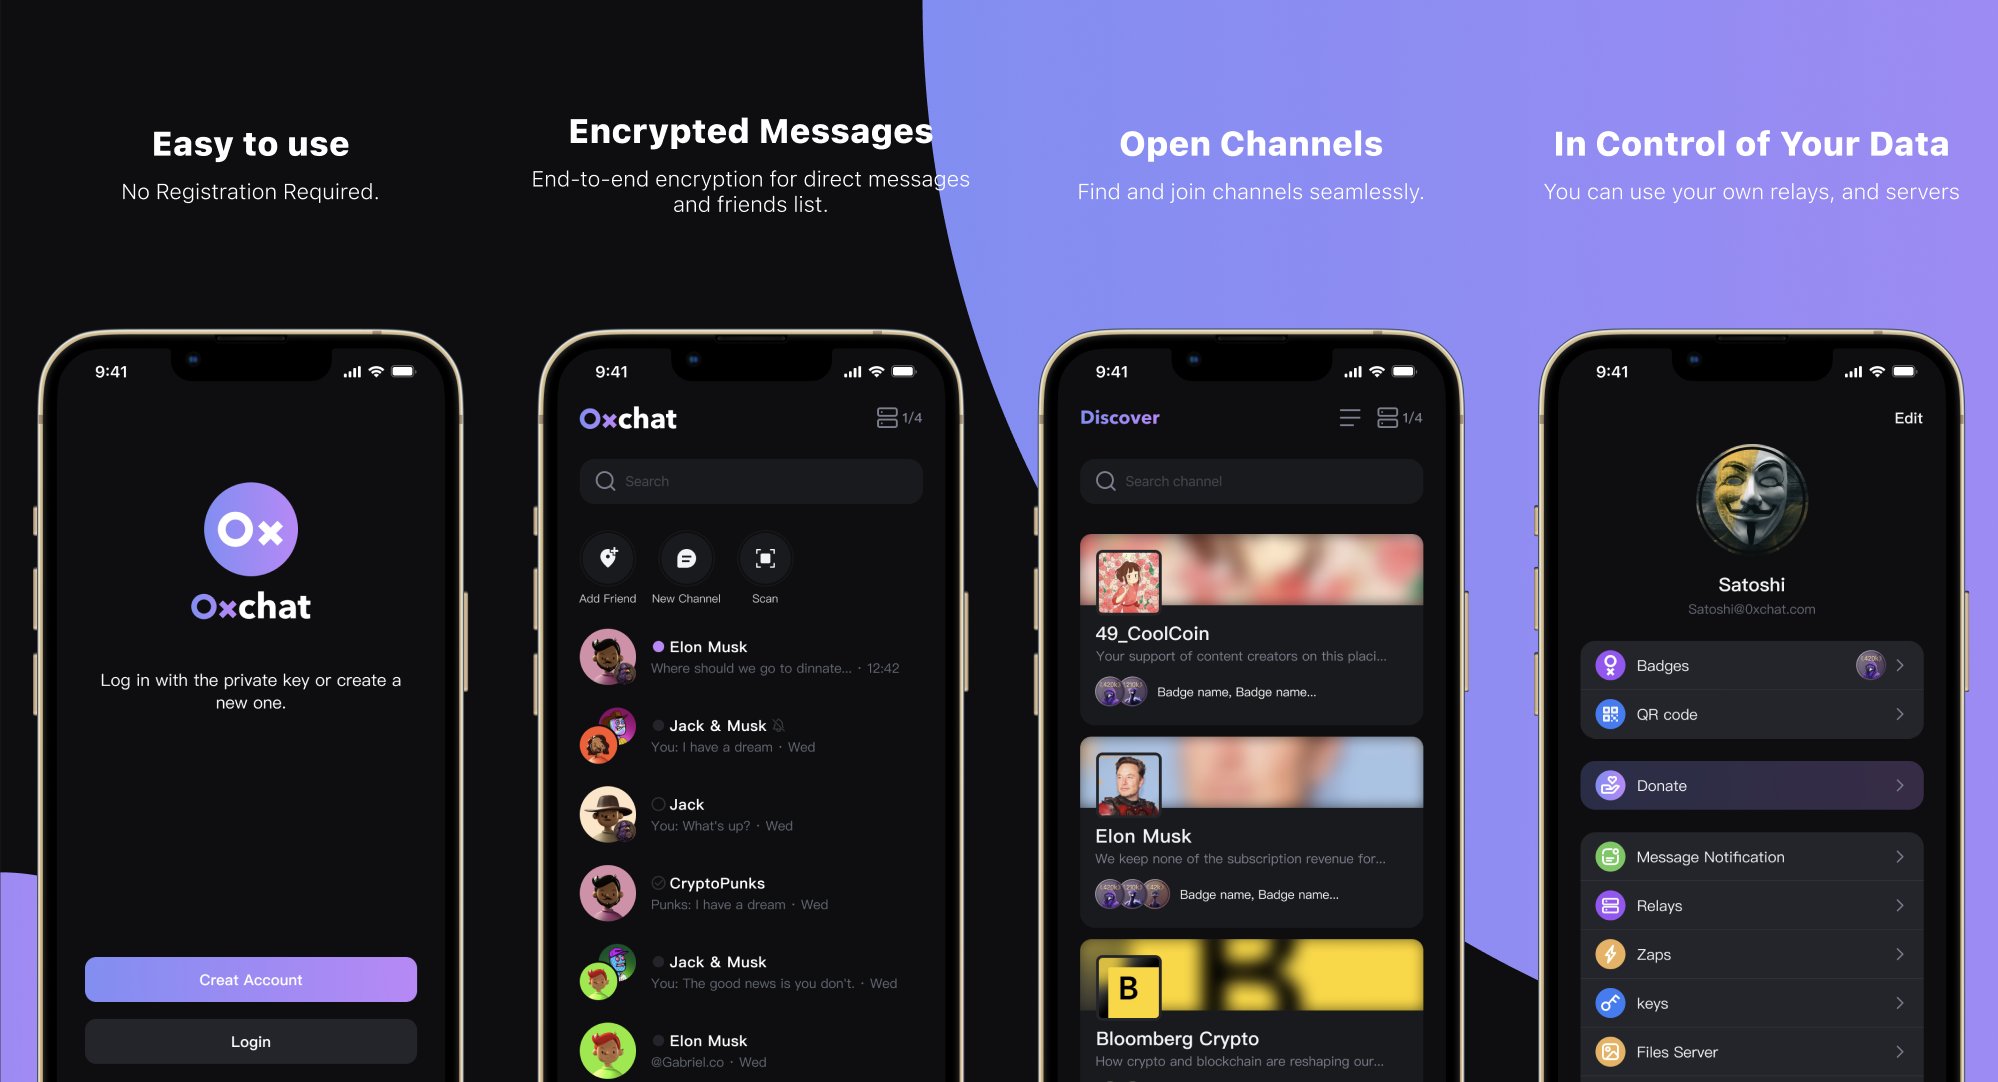 Easy to use
No Registration Required.
9:41
Ox
Oxchat
Log in with the private key or create a
new one.
Creat Account
Login
Encrypted Messages
End-to-end encryption for direct messages
and friends list.
9:41
Oxchat
1/4
Search
Add Friend
New Channel
Scan
Elon Musk
Where should we go to dinnate... · 12:42
Jack & Musk
You: I have a dream · Wed
Jack
You: What's up? · Wed
CryptoPunks
Punks: I have a dream · Wed
Jack & Musk
You: The good news is you don't. · Wed
Elon Musk
@Gabriel.co · Wed
Open Channels
Find and join channels seamlessly.
9:41
Discover
1/4
Search channel
49_CoolCoin
Your support of content creators on this placi...
Badge name, Badge name...
Elon Musk
We keep none of the subscription revenue for...
Badge name, Badge name...
B
B
Bloomberg Crypto
How crypto and blockchain are reshaping our...
In Control of Your Data
You can use your own relays, and servers
9:41
Edit
Satoshi
Satoshi@0xchat.com
Badges
QR code
Donate
Message Notification
Relays
Zaps
keys
Files Server